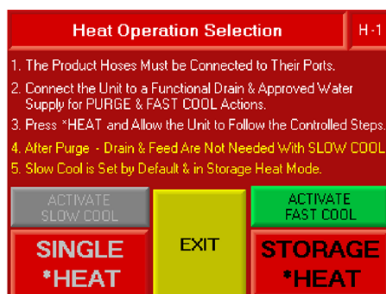 Heat Operation Selection
H-1
1. The Product Hoses Must be Connected to Their Ports.
2. Connect the Unit to a Functional Drain & Approved Water
Supply for PURGE & FAST COOL Actions.
3. Press *HEAT and Allow the Unit to Follow the Controlled Steps.
4. After Purge - Drain & Feed Are Not Needed With SLOW COOL
5. Slow Cool is Set by Default & in Storage Heat Mode.
ACTIVATE
SLOW COOL
EXIT
ACTIVATE
FAST COOL
SINGLE
*HEAT
STORAGE
*HEAT